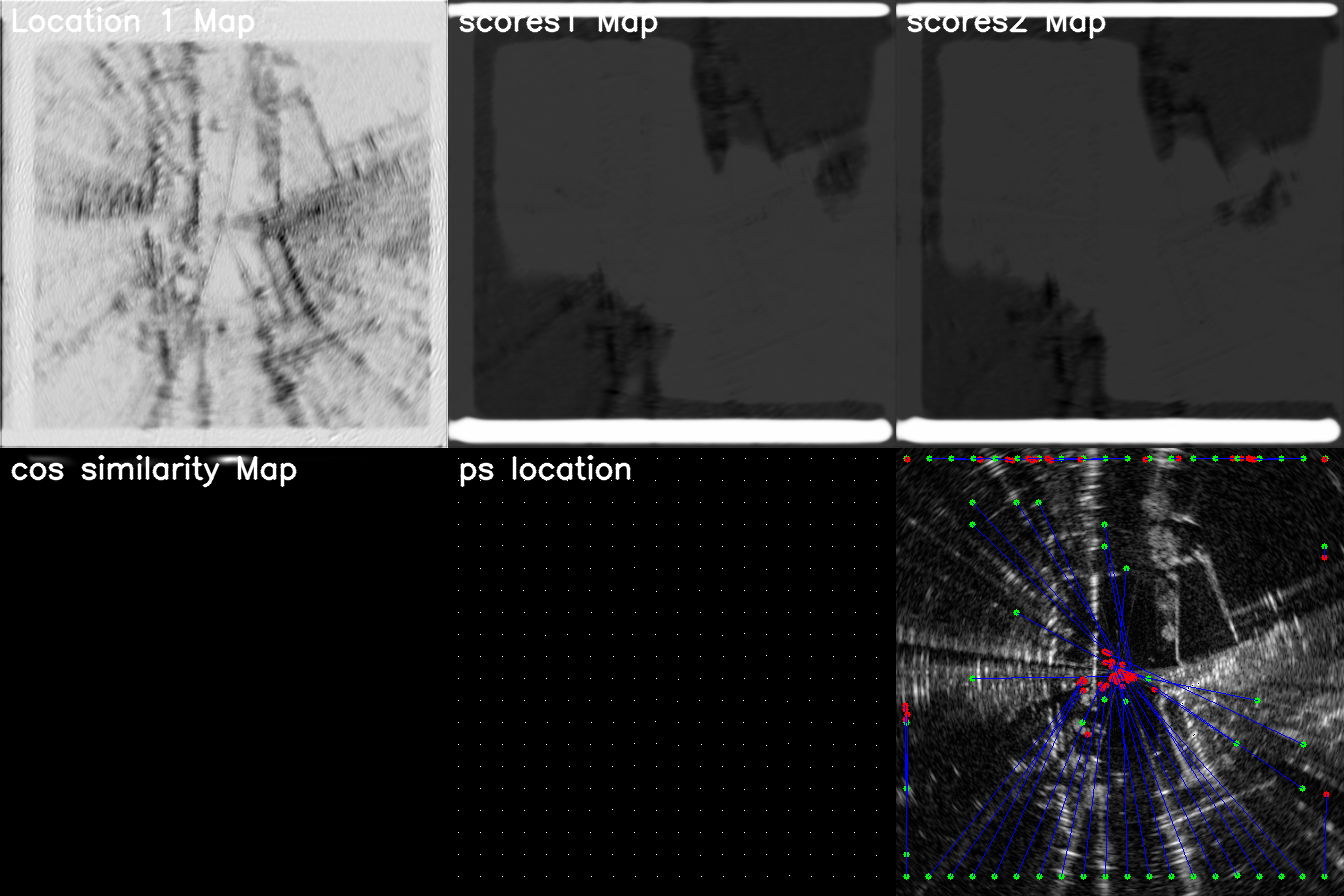 Location 1 Map
scores1 Map
scores2 Map
cos similarity Map
ps location